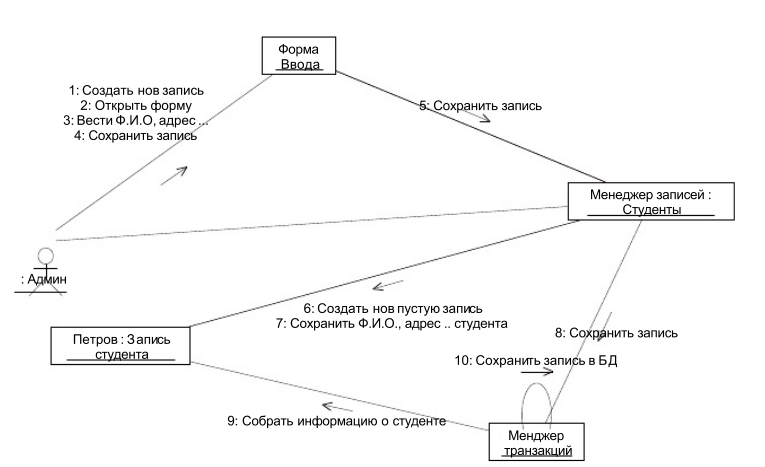 Форма
Ввода
1: Создать нов запись
2: Открыть форму
3: Вести Ф.И.О, адрес ...
4: Сохранить запись
5: Сохранить запись
Менеджер записей :
Студенты
: Админ
6: Создать нов пустую запись
7: Сохранить Ф.И.О., адрес .. студента
Петров : Запись
студента
8: Сохранить запись
10: Сохранить запись в БД
9: Собрать информацию о студенте
Менджер
транзакций